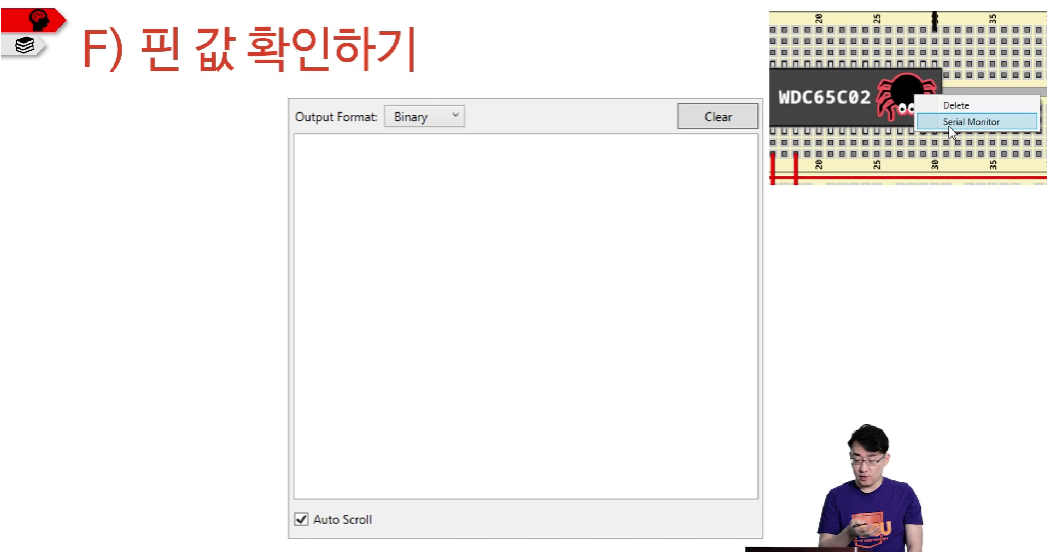 F) 핀 값 확인하기
Output Format: Binary
Clear
Auto Scroll
20 25 30 35
WDC65C02
Delete
Serial Monitor
20 25 30 35